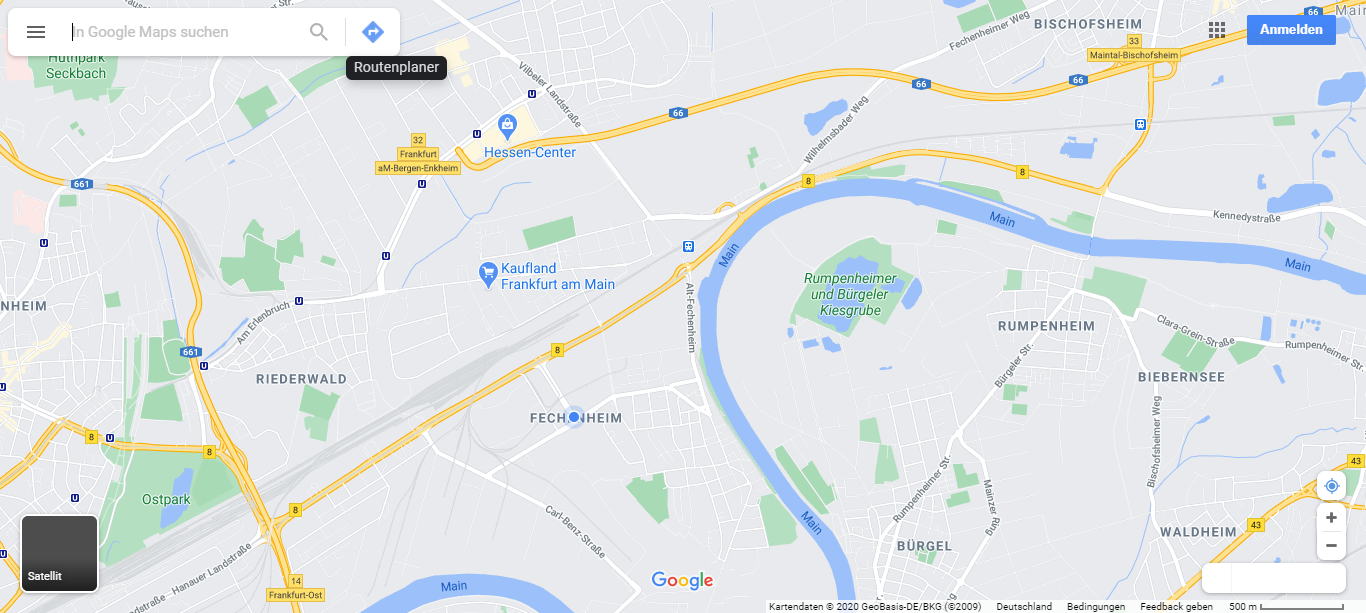 In Google Maps suchen
Routenplaner
Anmelden
Main
BISCHOFSHEIM
Fechenheimer Weg
66
33
Maintal-Bischofsheim
66
66
66
Huthpark
Seckbach
Vilbeler Landstraße
U
U
Hessen-Center
32
Frankfurt
aM-Bergen-Enkheim
U
661
Wilhelmsbader Weg
8
8
Kennedystraße
Main
Main
Main
U
U
Kaufland
Frankfurt am Main
Rumpenheimer
und Bürgeler
Kiesgrube
NHEIM
U
Am Erlenbruch
Alt-Fechenheim
RUMPENHEIM
Clara-Grein-Straße
Rumpenheimer Str.
661
U
8
RIEDERWALD
Bürgeler Str.
BIEBERNSEE
U
FECHENHEIM
Bischofsheimer Weg
8
U
8
43
Ostpark
U
8
Rumpenheimer Str.
Mainzer Ring
Carl-Benz-Straße
Main
43
WALDHEIM
BÜRGEL
U
Hanauer Landstraße
Satellit
14
Frankfurt-Ost
Main
Google
Kartendaten © 2020 GeoBasis-DE/BKG (©2009)
Deutschland
Bedingungen
Feedback geben
500 m